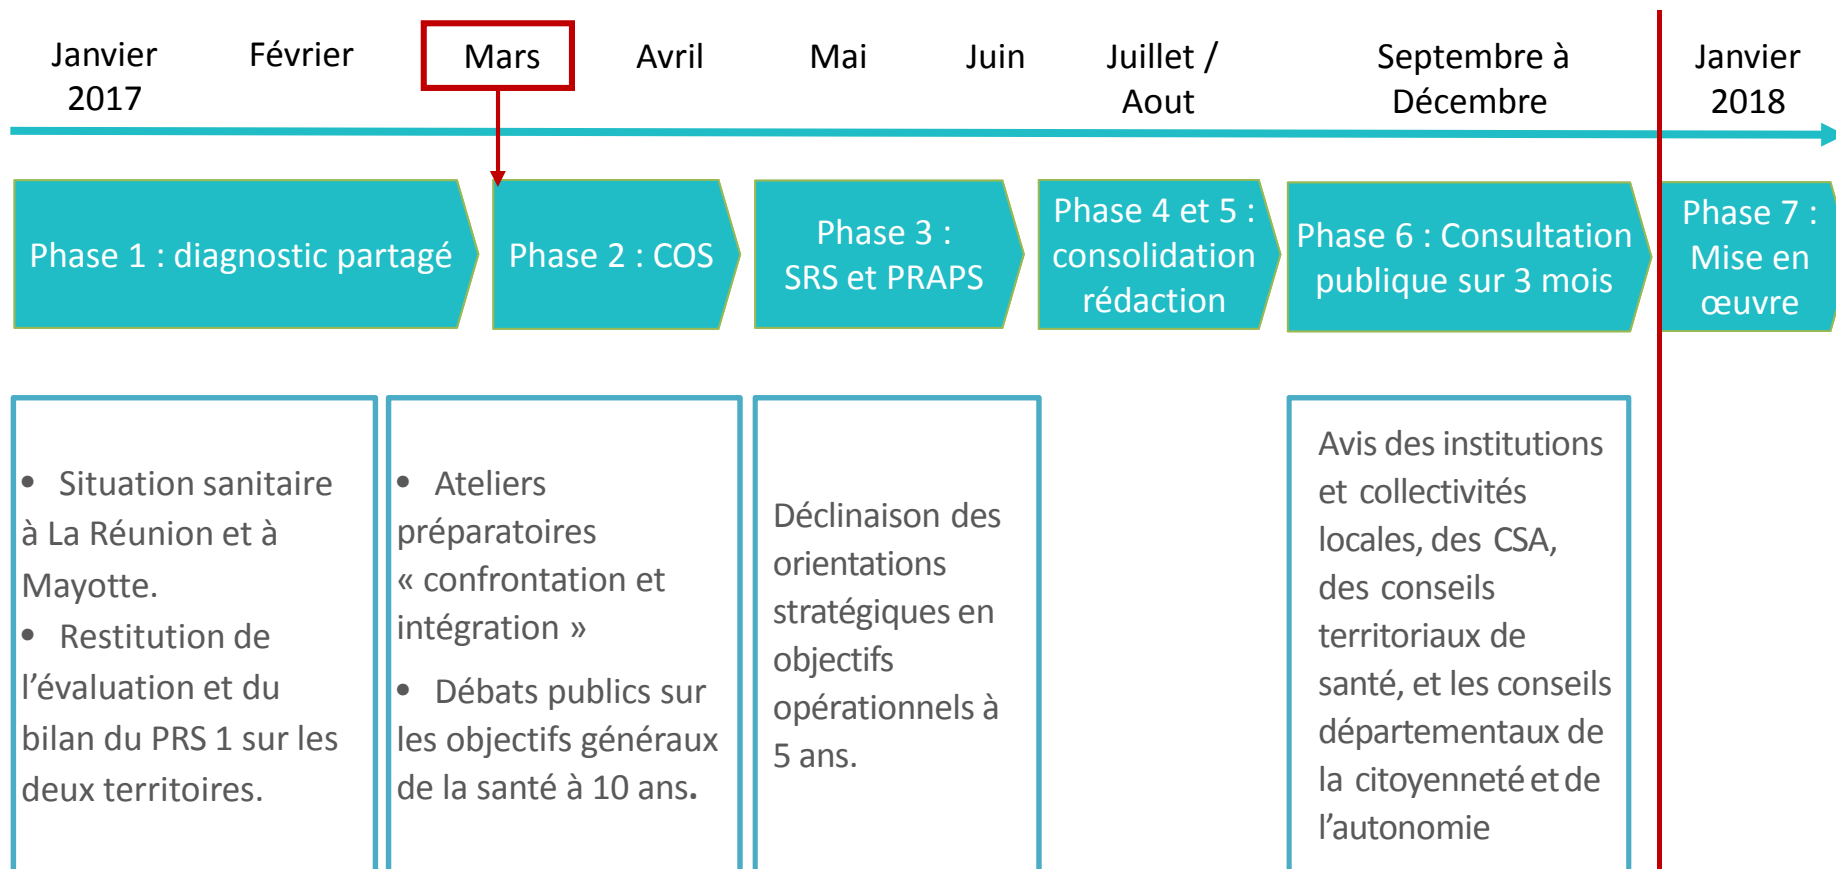 Janvier
2017
Février
Mars
Avril
Mai
Juin
Juillet /
Aout
Septembre à
Décembre
Janvier
2018
Phase 1 : diagnostic partagé
Phase 2 : COS
Phase 3 :
SRS et PRAPS
Phase 4 et 5 :
consolidation
rédaction
Phase 6 : Consultation
publique sur 3 mois
Phase 7 :
Mise en
œuvre
• Situation sanitaire
à La Réunion et à
Mayotte.
• Restitution de
l’évaluation et du
bilan du PRS 1 sur les
deux territoires.
• Ateliers
préparatoires
« confrontation et
intégration »
• Débats publics sur
les objectifs généraux
de la santé à 10 ans.
Déclinaison des
orientations
stratégiques en
objectifs
opérationnels à
5 ans.
Avis des institutions
et collectivités
locales, des CSA,
des conseils
territoriaux de
santé, et les conseils
départementaux de
la citoyenneté et de
l’autonomie